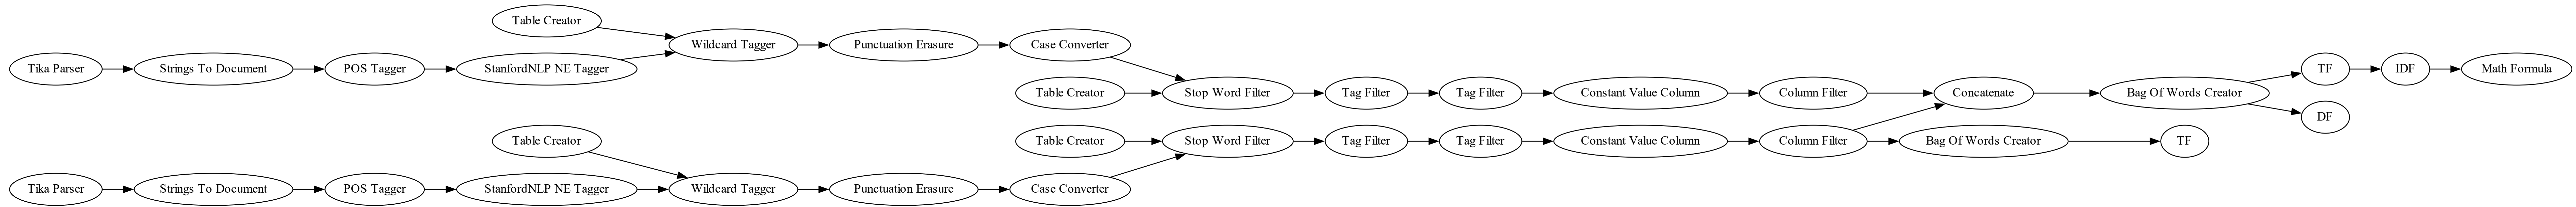 Table Creator
Tika Parser
Strings To Document
POS Tagger
StanfordNLP NE Tagger
Wildcard Tagger
Punctuation Erasure
Case Converter
Table Creator
Stop Word Filter
Tag Filter
Tag Filter
Constant Value Column
Column Filter
Concatenate
Bag Of Words Creator
TF
IDF
Math Formula
DF
Table Creator
Tika Parser
Strings To Document
POS Tagger
StanfordNLP NE Tagger
Wildcard Tagger
Punctuation Erasure
Case Converter
Table Creator
Stop Word Filter
Tag Filter
Tag Filter
Constant Value Column
Column Filter
Bag Of Words Creator
TF